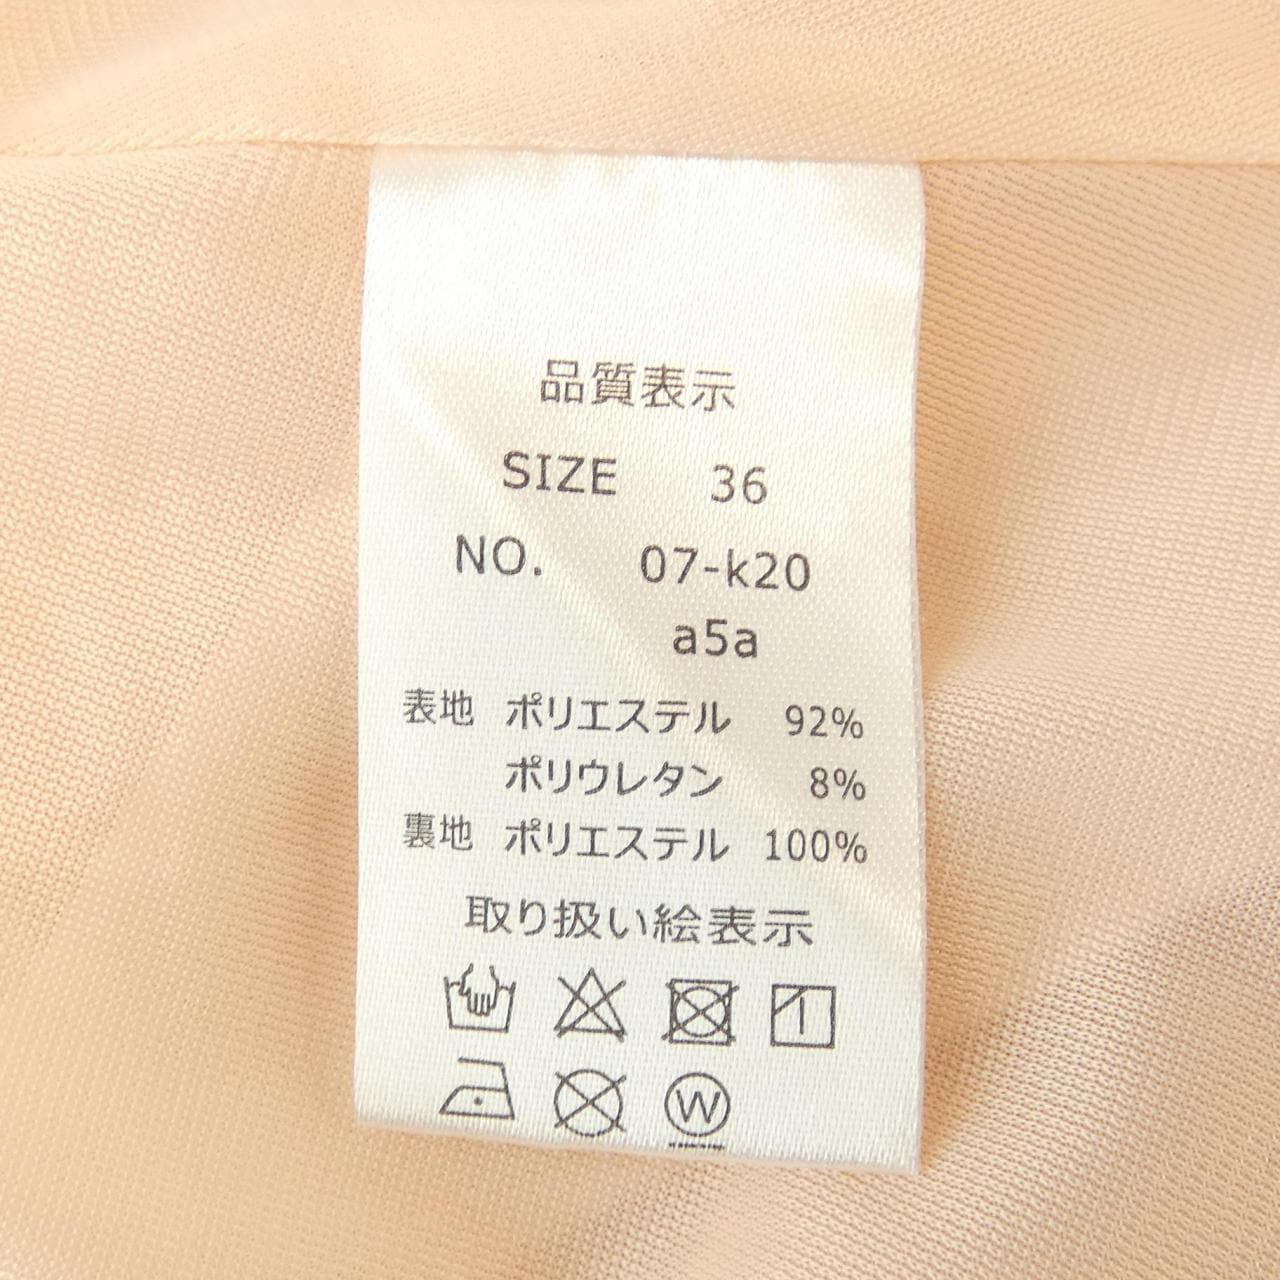 品質表示
SIZE 36
NO. 07-k20
a5a
表地 ポリエステル 92%
ポリウレタン 8%
裏地 ポリエステル 100%
取り扱い絵表示
W